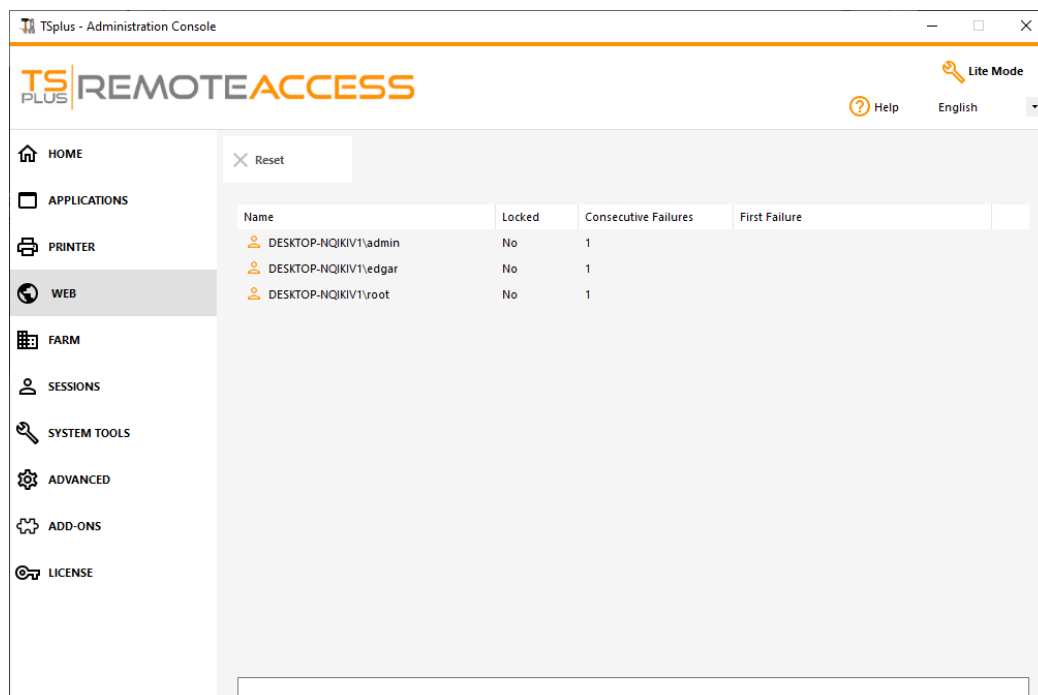 TSplus - Administration Console
TS PLUS REMOTEACCESS
Lite Mode
Help English
HOME
APPLICATIONS
PRINTER
WEB
FARM
SESSIONS
SYSTEM TOOLS
ADVANCED
ADD-ONS
LICENSE
Reset
Name Locked Consecutive Failures First Failure
DESKTOP-NQIKIV1\admin No 1
DESKTOP-NQIKIV1\edgar No 1
DESKTOP-NQIKIV1\root No 1